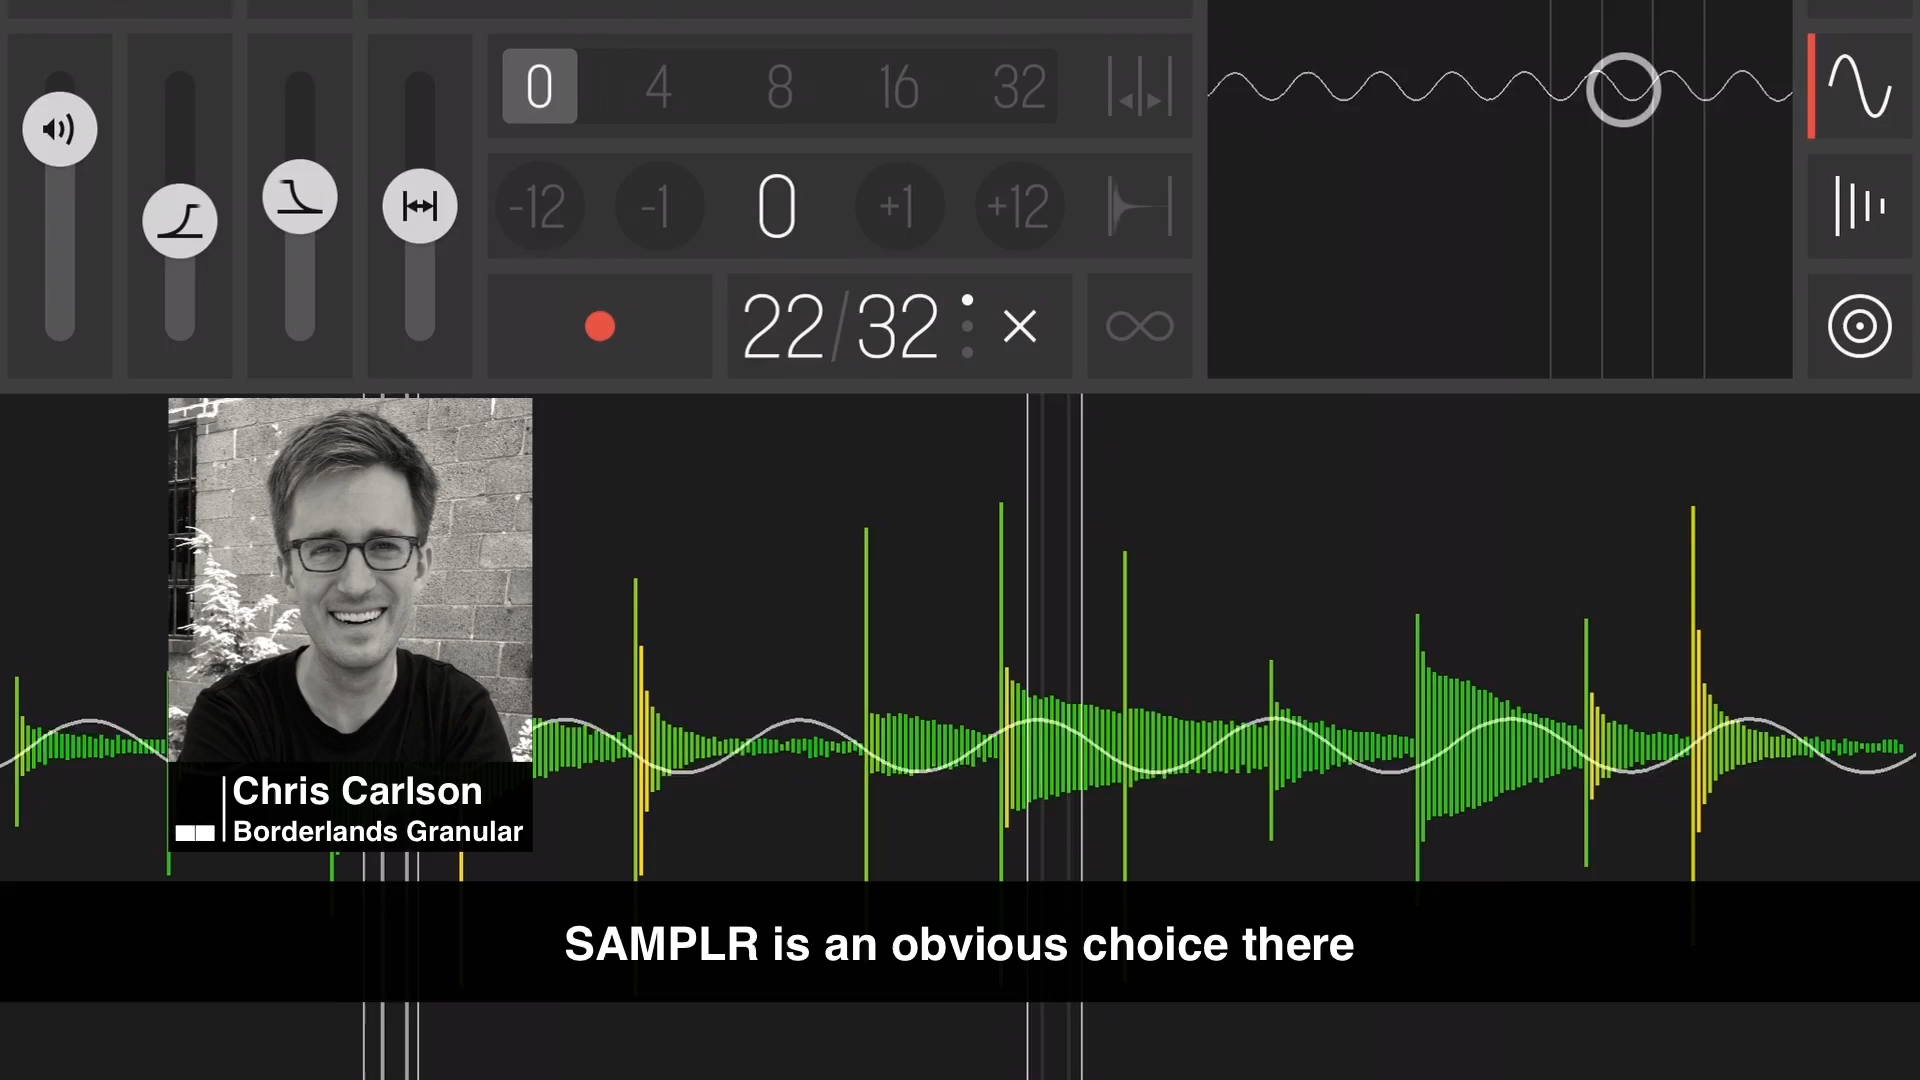 0 4 8 16 32
-12 -1 0 +1 +12
22/32
Chris Carlson
Borderlands Granular
SAMPLR is an obvious choice there